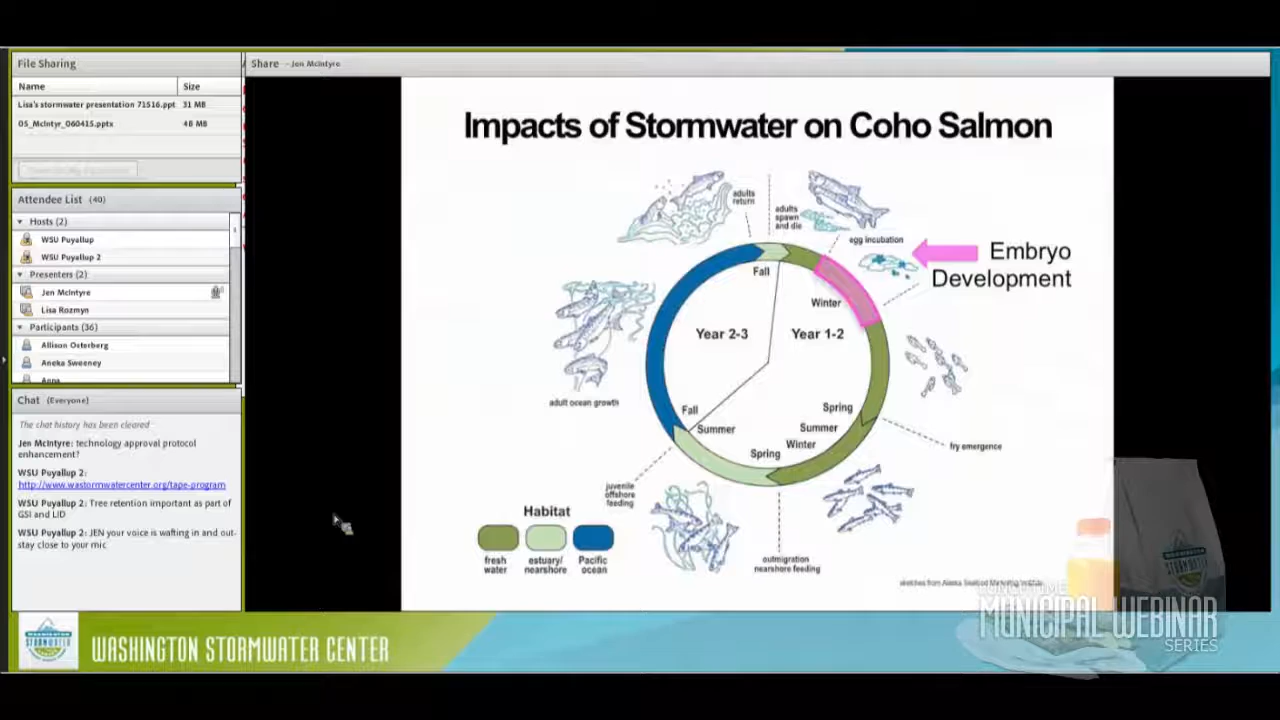 File Sharing
Name Size
Lisa's stormwater presentation 71516.ppt 31 MB
05_McIntyr_060415.pptx 48 MB
Attendee List (40)
Hosts (2)
WSU Puyallup
WSU Puyallup 2
Presenters (2)
Jen McIntyre
Lisa Rozmyn
Participants (36)
Allison Osterberg
Aneka Sweeney
Anna
Chat (Everyone)
The chat history has been cleared
Jen McIntyre: technology approval protocol
enhancement?
WSU Puyallup 2:
http://www.wastormwatercenter.org/tape-program
WSU Puyallup 2: Tree retention important as part of
GSI and LID
WSU Puyallup 2: JEN your voice is wafting in and out-
stay close to your mic
Share - Jen McIntyre
Impacts of Stormwater on Coho Salmon
adults
return
adults
spawn
and die
egg incubation
Embryo
Development
Fall
Winter
Year 2-3
Year 1-2
adult ocean growth
Fall
Summer
Spring
Summer
Winter
Spring
fry emergence
juvenile
offshore
feeding
outmigration
nearshore feeding
Habitat
fresh
water
estuary/
nearshore
Pacific
ocean
sketches from Alaska Seafood Marketing Institute
WASHINGTON STORMWATER CENTER
MUNICIPAL WEBINAR
SERIES